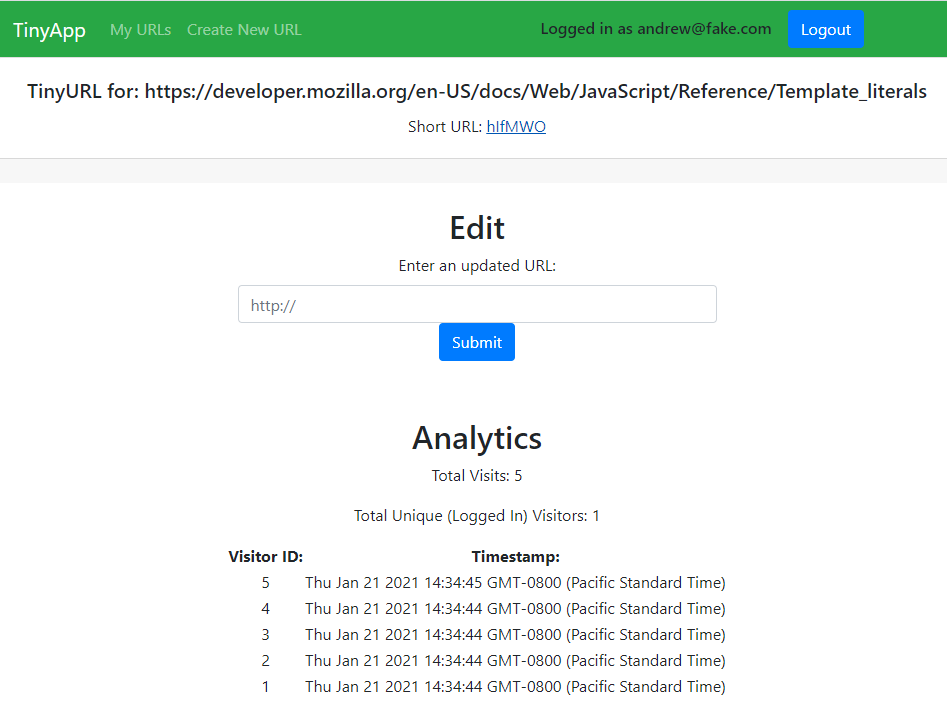 TinyApp My URLs Create New URL Logged in as andrew@fake.com Logout
TinyURL for: https://developer.mozilla.org/en-US/docs/Web/JavaScript/Reference/Template_literals
Short URL: hIfMWO
Edit
Enter an updated URL:
http://
Submit
Analytics
Total Visits: 5
Total Unique (Logged In) Visitors: 1
Visitor ID: Timestamp:
5 Thu Jan 21 2021 14:34:45 GMT-0800 (Pacific Standard Time)
4 Thu Jan 21 2021 14:34:44 GMT-0800 (Pacific Standard Time)
3 Thu Jan 21 2021 14:34:44 GMT-0800 (Pacific Standard Time)
2 Thu Jan 21 2021 14:34:44 GMT-0800 (Pacific Standard Time)
1 Thu Jan 21 2021 14:34:44 GMT-0800 (Pacific Standard Time)